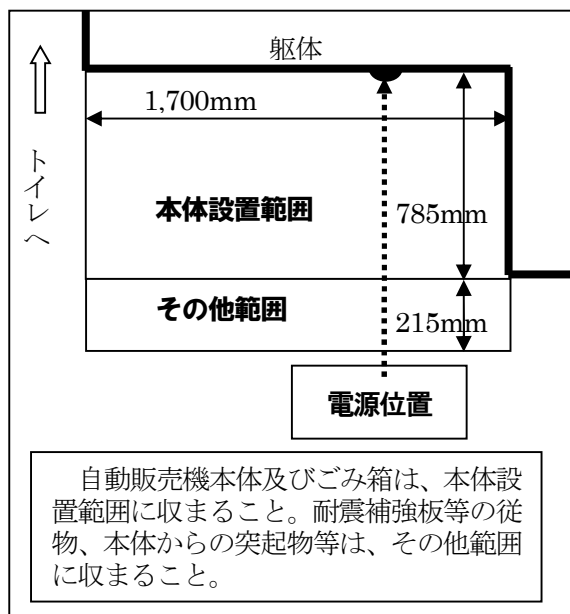 躯体
1,700mm
トイレへ
本体設置範囲
785mm
その他範囲
215mm
電源位置
自動販売機本体及びごみ箱は、本体設
置範囲に収まること。耐震補強板等の従
物、本体からの突起物等は、その他範囲
に収まること。